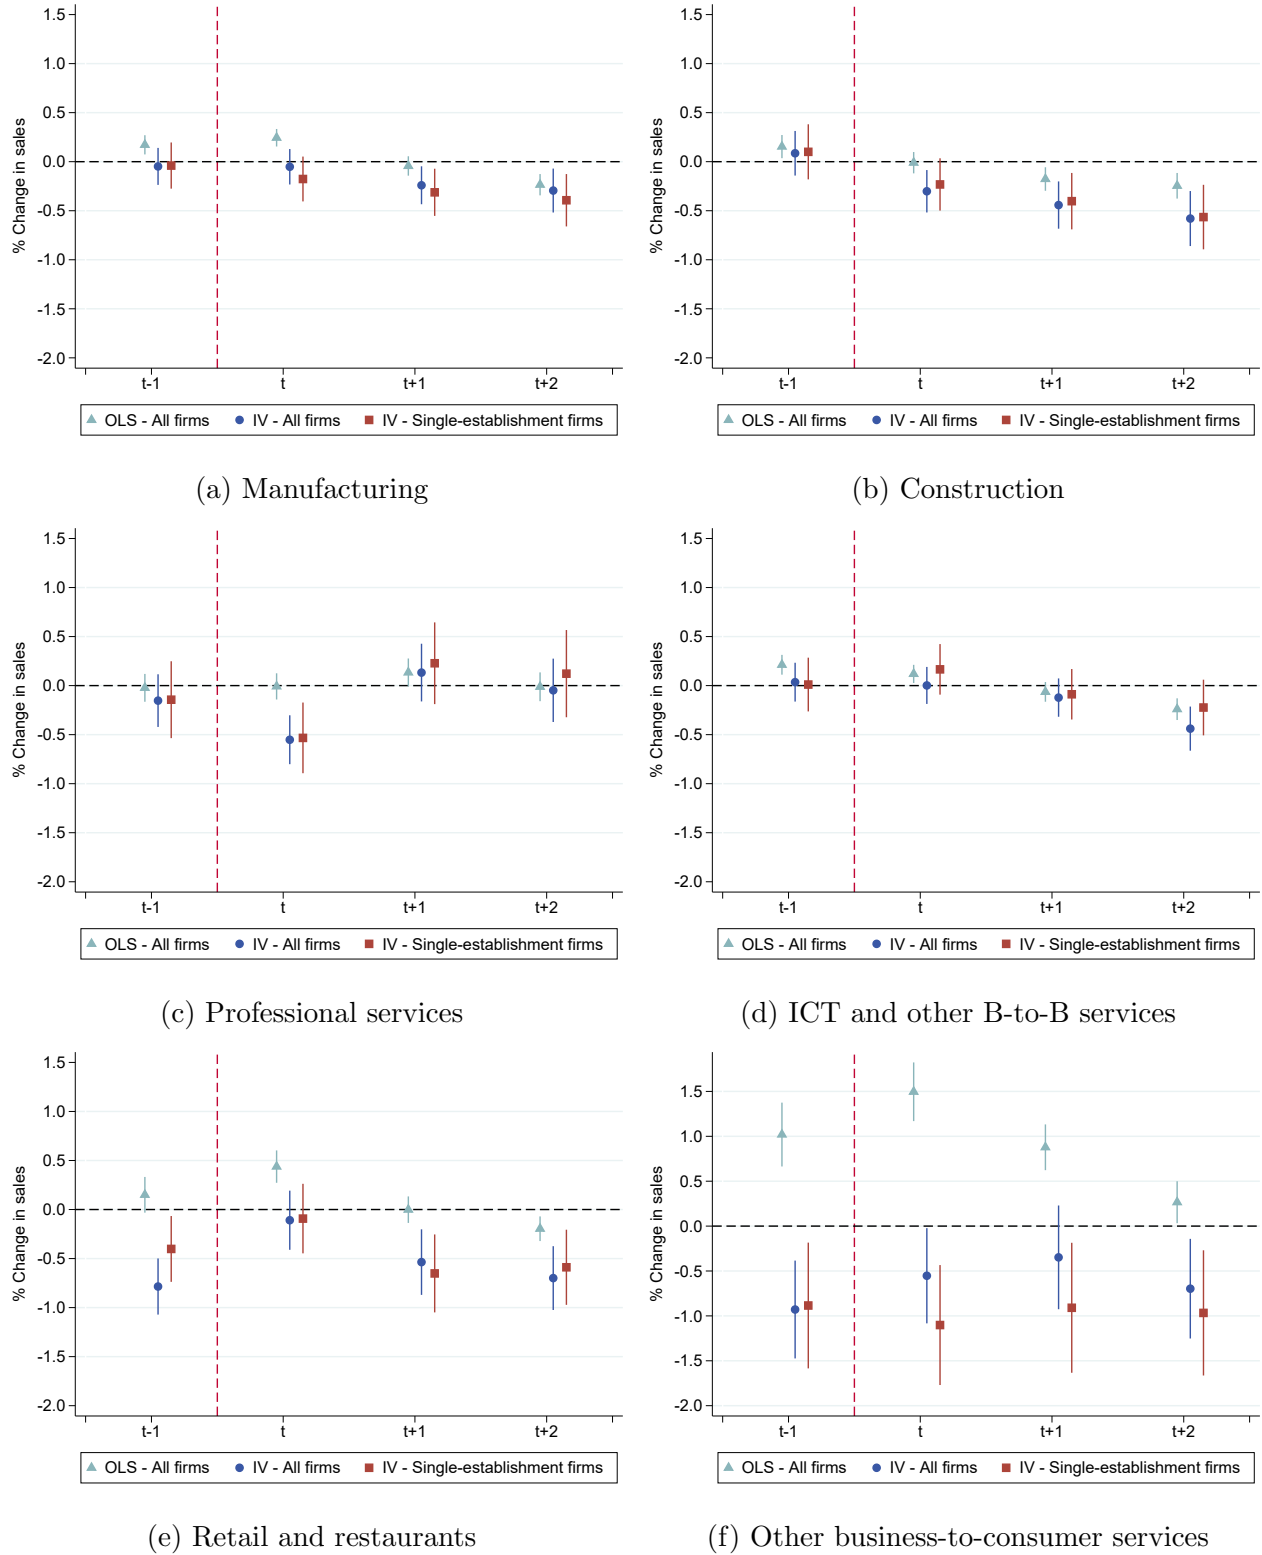 % Change in sales
1.5
1.0
0.5
0.0
-0.5
-1.0
-1.5
-2.0
t-1 t t+1 t+2
OLS - All firms IV - All firms IV - Single-establishment firms
(a) Manufacturing
% Change in sales
1.5
1.0
0.5
0.0
-0.5
-1.0
-1.5
-2.0
t-1 t t+1 t+2
OLS - All firms IV - All firms IV - Single-establishment firms
(b) Construction
% Change in sales
1.5
1.0
0.5
0.0
-0.5
-1.0
-1.5
-2.0
t-1 t t+1 t+2
OLS - All firms IV - All firms IV - Single-establishment firms
(c) Professional services
% Change in sales
1.5
1.0
0.5
0.0
-0.5
-1.0
-1.5
-2.0
t-1 t t+1 t+2
OLS - All firms IV - All firms IV - Single-establishment firms
(d) ICT and other B-to-B services
% Change in sales
1.5
1.0
0.5
0.0
-0.5
-1.0
-1.5
-2.0
t-1 t t+1 t+2
OLS - All firms IV - All firms IV - Single-establishment firms
(e) Retail and restaurants
% Change in sales
1.5
1.0
0.5
0.0
-0.5
-1.0
-1.5
-2.0
t-1 t t+1 t+2
OLS - All firms IV - All firms IV - Single-establishment firms
(f) Other business-to-consumer services